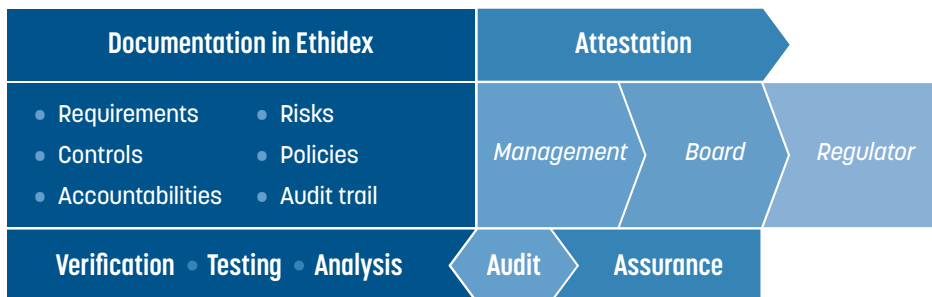 Documentation in Ethidex
Attestation
• Requirements
• Controls
• Accountabilities
• Risks
• Policies
• Audit trail
Management
Board
Regulator
Verification • Testing • Analysis
Audit
Assurance